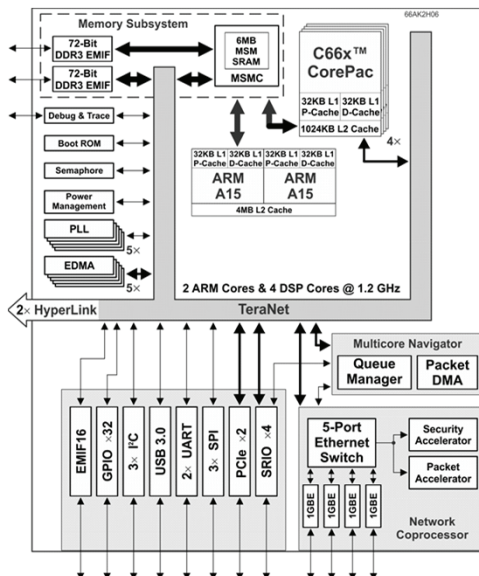 66AK2H06
Memory Subsystem
72-Bit
DDR3 EMIF
72-Bit
DDR3 EMIF
6MB
MSM
SRAM
MSMC
C66x™
CorePac
32KB L1
P-Cache
32KB L1
D-Cache
1024KB L2 Cache
4×
Debug & Trace
Boot ROM
Semaphore
Power
Management
PLL
5×
EDMA
5×
32KB L1
P-Cache
32KB L1
D-Cache
32KB L1
P-Cache
32KB L1
D-Cache
ARM
A15
ARM
A15
4MB L2 Cache
2 ARM Cores & 4 DSP Cores @ 1.2 GHz
2× HyperLink
TeraNet
Multicore Navigator
Queue
Manager
Packet
DMA
EMIF16
GPIO ×32
3× I²C
USB 3.0
2× UART
3× SPI
PCIe ×2
SRIO ×4
5-Port
Ethernet
Switch
Security
Accelerator
Packet
Accelerator
1GBE
1GBE
1GBE
1GBE
Network
Coprocessor